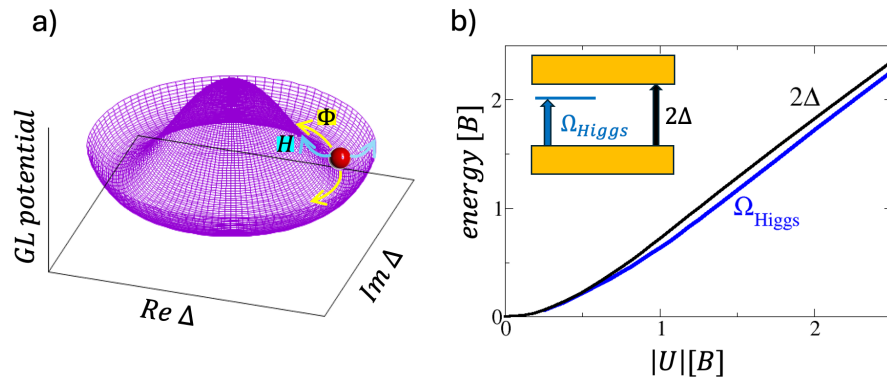 a)
GL potential
Φ
H
Re Δ
Im Δ
b)
energy [B]
2
1
0
0
1
2
|U|[B]
Ω_Higgs
2Δ
2Δ
Ω_Higgs